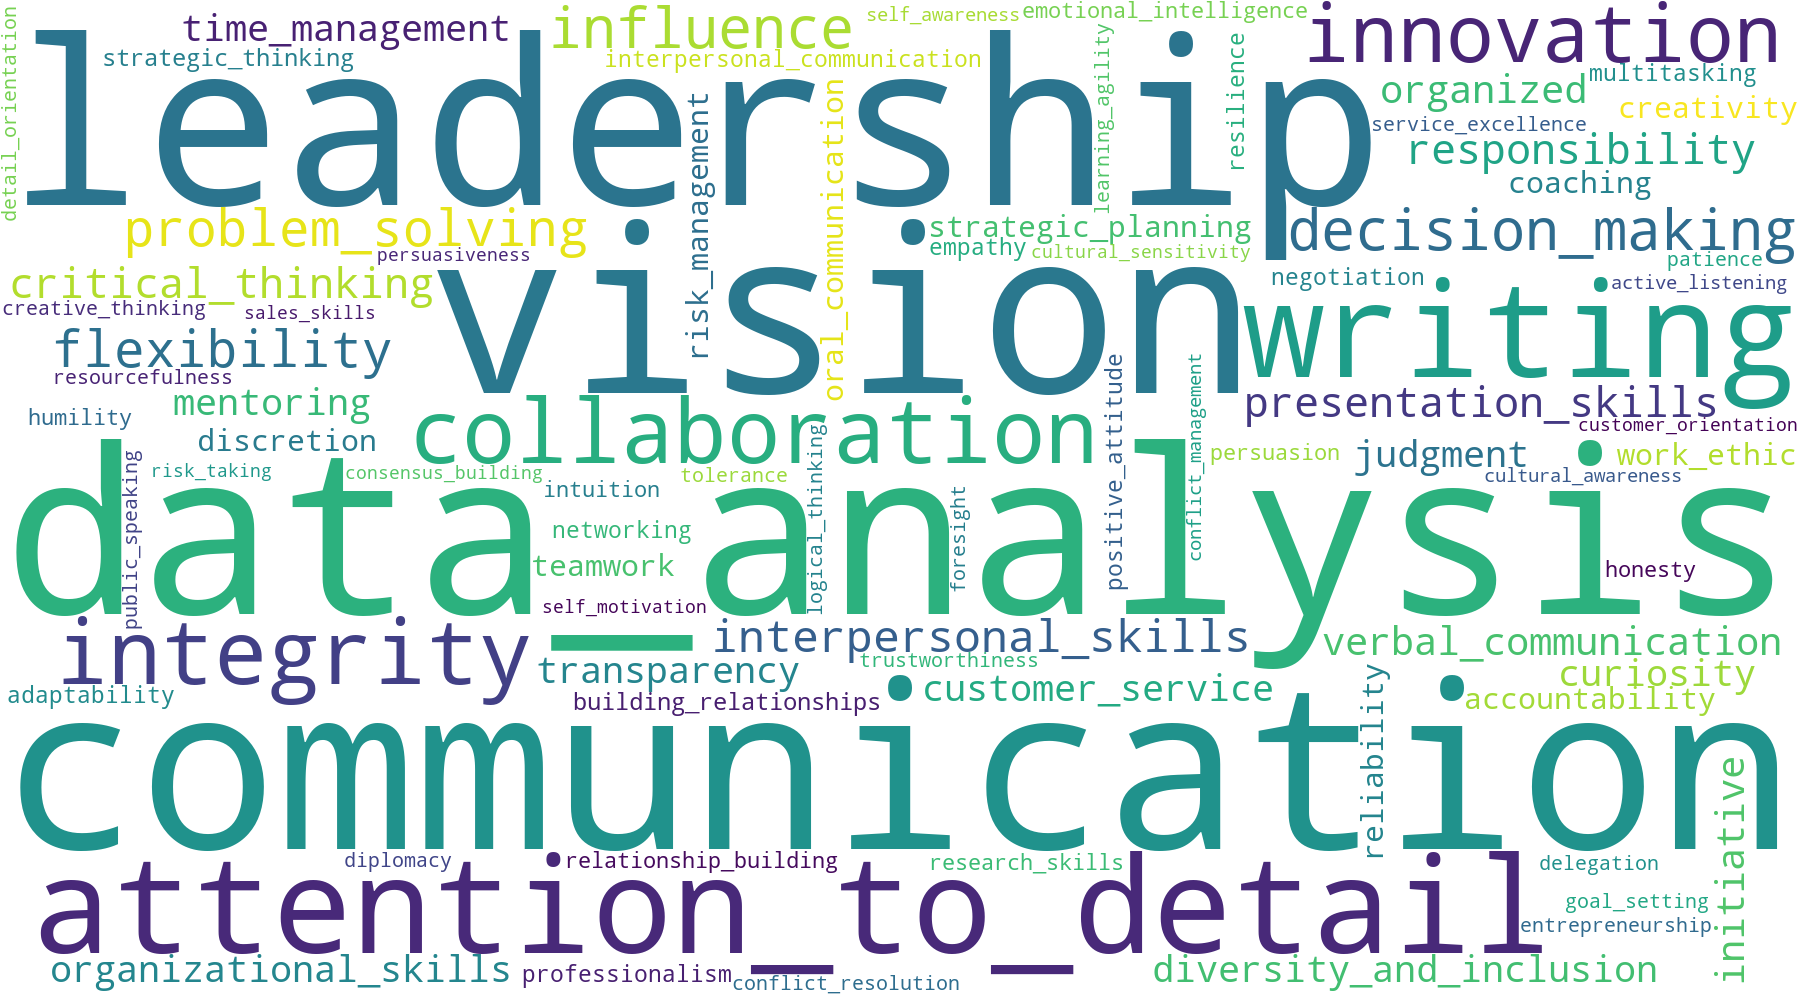 detail_orientation
time_management
influence
self_awareness
emotional_intelligence
innovation
strategic_thinking
interpersonal_communication
leadership
learning_agility
resilience
organized
multitasking
creativity
service_excellence
responsibility
coaching
risk_management
oral_communication
problem_solving
persuasiveness
strategic_planning
empathy
cultural_sensitivity
decision_making
patience
critical_thinking
negotiation
active_listening
creative_thinking
sales_skills
vision
writing
flexibility
resourcefulness
mentoring
humility
discretion
collaboration
positive_attitude
conflict_management
presentation_skills
customer_orientation
persuasion
judgment
work_ethic
cultural_awareness
public_speaking
risk_taking
consensus_building
tolerance
intuition
logical_thinking
foresight
networking
data_analysis
teamwork
honesty
self_motivation
integrity
interpersonal_skills
verbal_communication
transparency
trustworthiness
curiosity
adaptability
building_relationships
customer_service
accountability
reliability
communication
initiative
diplomacy
relationship_building
research_skills
delegation
attention_to_detail
goal_setting
entrepreneurship
organizational_skills
professionalism
conflict_resolution
diversity_and_inclusion